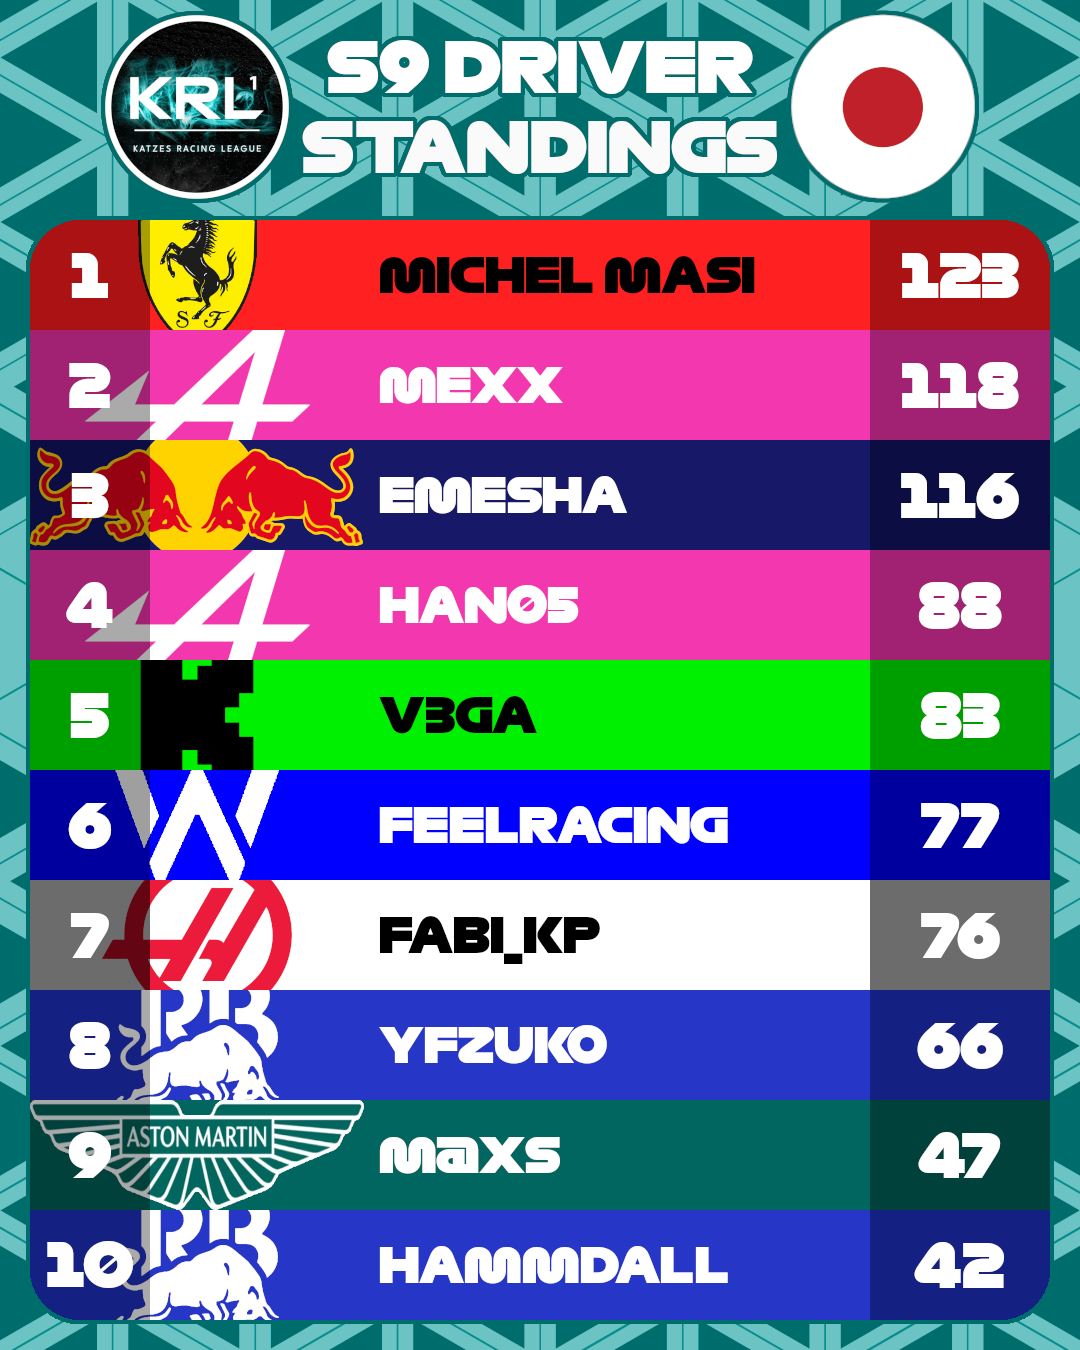 KRL1
KATZES RACING LEAGUE
S9 DRIVER
STANDINGS
1 S F MICHEL MASI 123
2 MEXX 118
3 EMESHA 116
4 HAN05 88
5 V3GA 83
6 FEELRACING 77
7 FABI_KP 76
8 RB YFZUKO 66
9 ASTON MARTIN M@XS 47
10 RB HAMMDALL 42